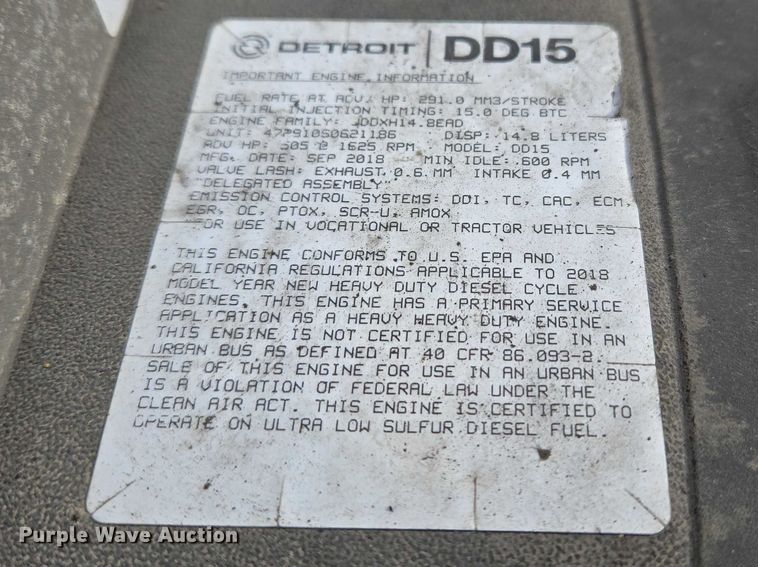 DETROIT DD15
IMPORTANT ENGINE INFORMATION
FUEL RATE AT ADV. HP: 291.0 MM3/STROKE
INITIAL INJECTION TIMING: 15.0 DEG BTC
ENGINE FAMILY: JDDXH14.8EAD
UNIT: 471910S0621186 DISP: 14.8 LITERS
ADV HP: 505 @ 1625 RPM MODEL: DD15
MFG. DATE: SEP 2018 MIN IDLE: 600 RPM
VALVE LASH: EXHAUST 0.6 MM INTAKE 0.4 MM
"DELEGATED ASSEMBLY"
EMISSION CONTROL SYSTEMS: DDI, TC, CAC, ECM,
EGR, OC, PTOX, SCR-U, AMOX
FOR USE IN VOCATIONAL OR TRACTOR VEHICLES
THIS ENGINE CONFORMS TO U.S. EPA AND
CALIFORNIA REGULATIONS APPLICABLE TO 2018
MODEL YEAR NEW HEAVY DUTY DIESEL CYCLE
ENGINES. THIS ENGINE HAS A PRIMARY SERVICE
APPLICATION AS A HEAVY HEAVY DUTY ENGINE.
THIS ENGINE IS NOT CERTIFIED FOR USE IN AN
URBAN BUS AS DEFINED AT 40 CFR 86.093-2.
SALE OF THIS ENGINE FOR USE IN AN URBAN BUS
IS A VIOLATION OF FEDERAL LAW UNDER THE
CLEAN AIR ACT. THIS ENGINE IS CERTIFIED TO
OPERATE ON ULTRA LOW SULFUR DIESEL FUEL.
Purple Wave Auction